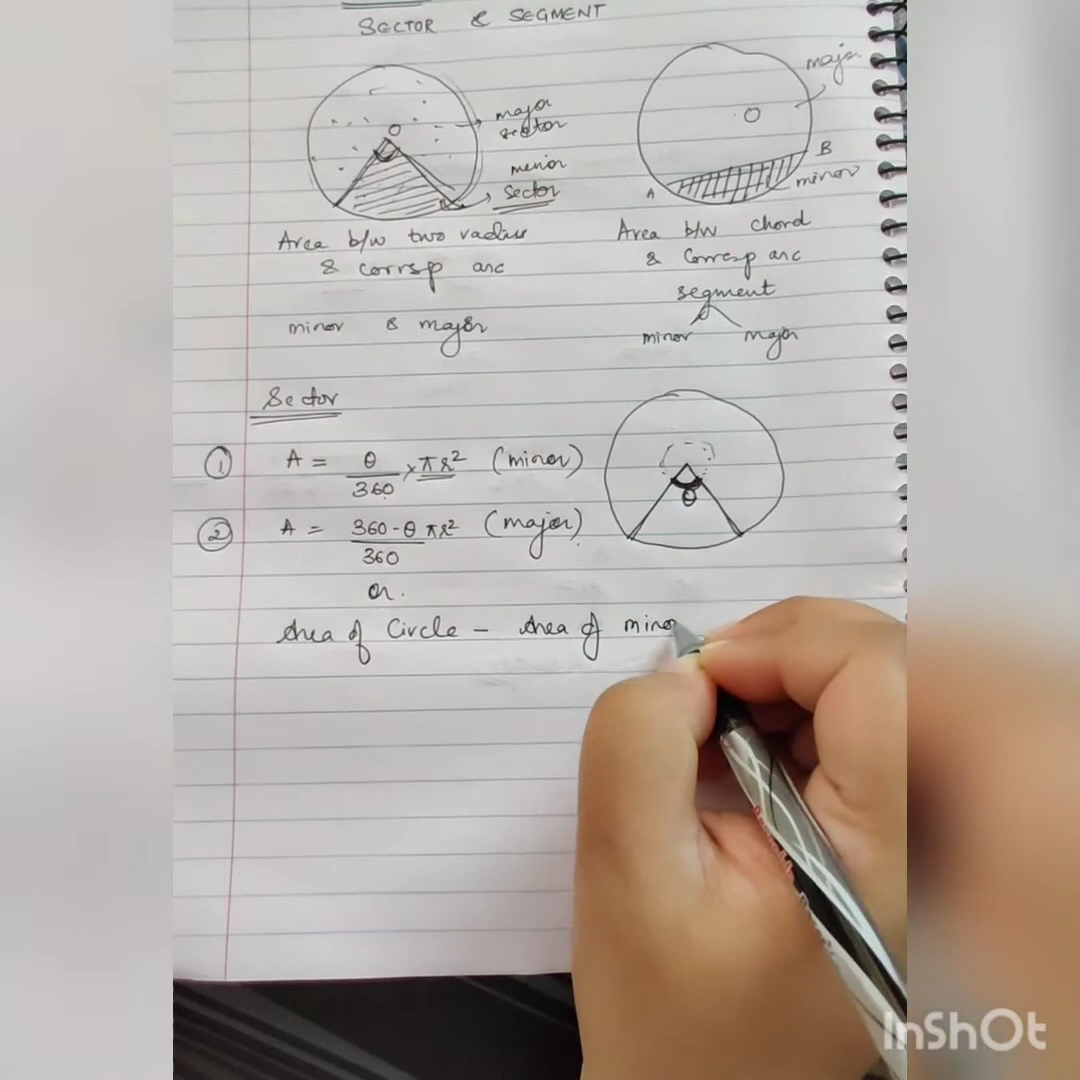 SECTOR & SEGMENT
O
major
sector
menior
sector
major
O
B
A
minor
Area b/w two radius
& corrsp arc
minor & major
Area b/w chord
& Corresp arc
segment
minor major
Sector
① A = θ/360 × πr² (minor)
② A = 360-θ/360 πr² (major)
or.
θ
Area of Circle - Area of mino
InShOt